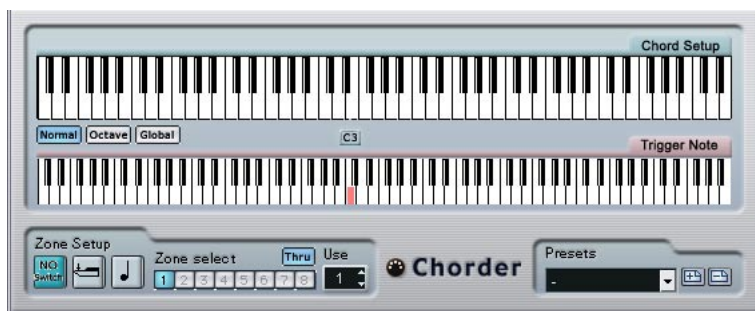 Chord Setup
Normal Octave Global
C3
Trigger Note
Zone Setup
NO Switch
Zone select
Thru
Use
1 2 3 4 5 6 7 8
1
Chorder
Presets
-